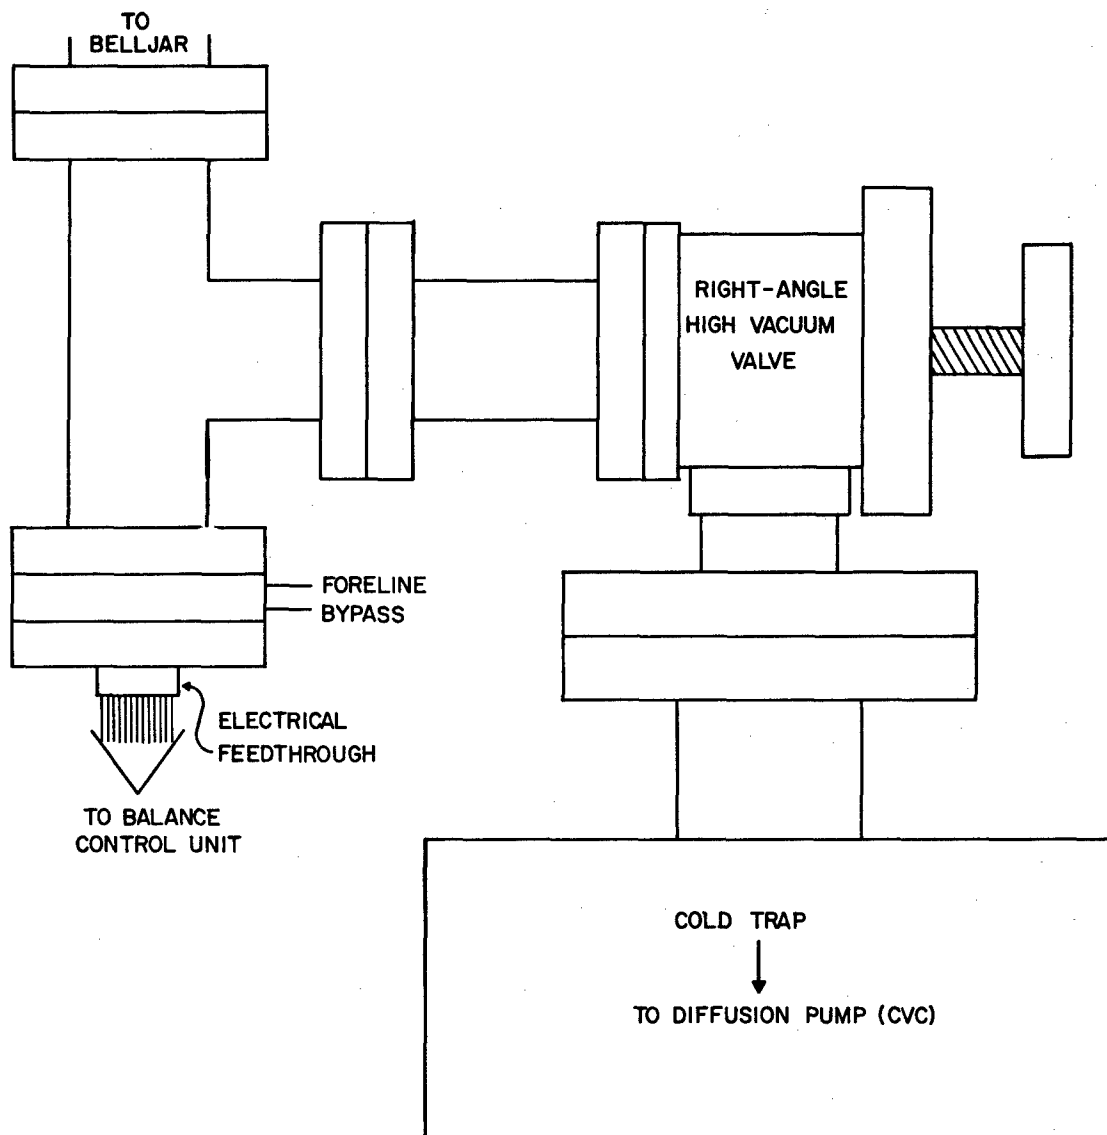 TO
BELLJAR
RIGHT-ANGLE
HIGH VACUUM
VALVE
FORELINE
BYPASS
ELECTRICAL
FEEDTHROUGH
TO BALANCE
CONTROL UNIT
COLD TRAP
TO DIFFUSION PUMP (CVC)